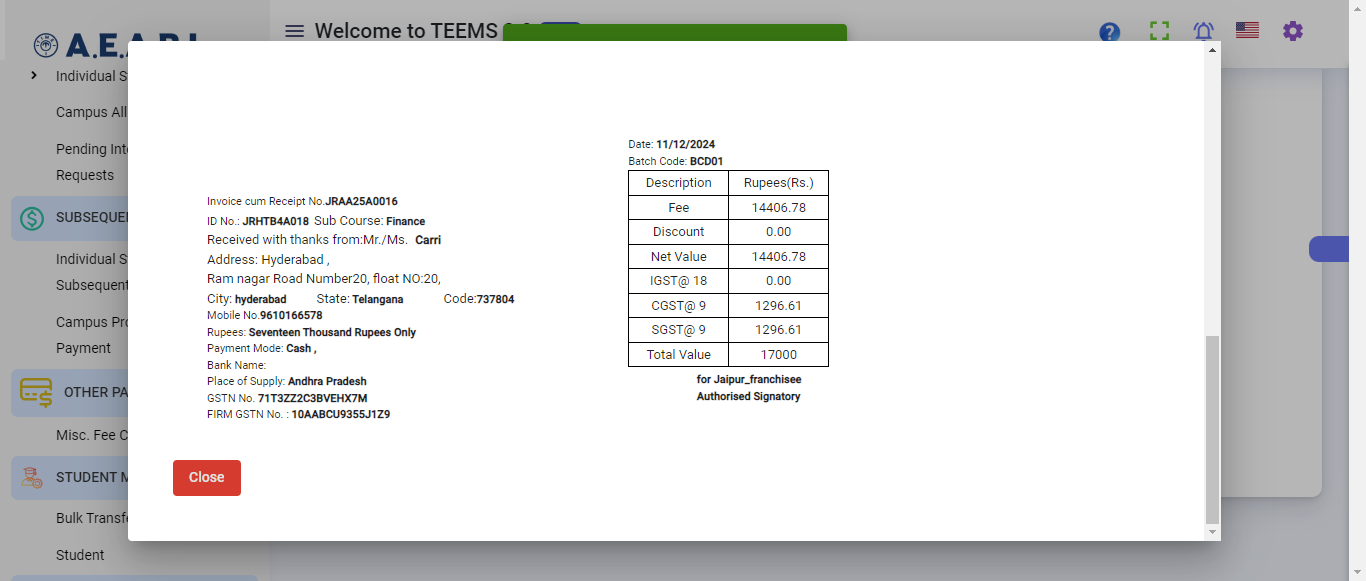 Welcome to TEEMS
Individual S
Campus All
Pending Int
Requests
SUBSEQUE
Individual S
Subsequent
Campus Pro
Payment
OTHER PA
Misc. Fee C
STUDENT M
Bulk Transfe
Student
Date: 11/12/2024
Batch Code: BCD01
Description Rupees(Rs.)
Fee 14406.78
Discount 0.00
Net Value 14406.78
IGST@ 18 0.00
CGST@ 9 1296.61
SGST@ 9 1296.61
Total Value 17000
for Jaipur_franchisee
Authorised Signatory
Invoice cum Receipt No.JRAA25A0016
ID No.: JRHTB4A018 Sub Course: Finance
Received with thanks from:Mr./Ms. Carri
Address: Hyderabad ,
Ram nagar Road Number20, float NO:20,
City: hyderabad State: Telangana Code:737804
Mobile No.9610166578
Rupees: Seventeen Thousand Rupees Only
Payment Mode: Cash ,
Bank Name:
Place of Supply: Andhra Pradesh
GSTN No. 71T3ZZ2C3BVEHX7M
FIRM GSTN No. : 10AABCU9355J1Z9
Close